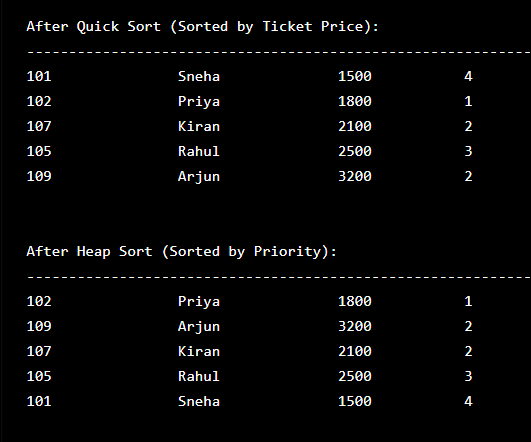 After Quick Sort (Sorted by Ticket Price):
------------------------------------------------------------
101 Sneha 1500 4
102 Priya 1800 1
107 Kiran 2100 2
105 Rahul 2500 3
109 Arjun 3200 2
After Heap Sort (Sorted by Priority):
------------------------------------------------------------
102 Priya 1800 1
109 Arjun 3200 2
107 Kiran 2100 2
105 Rahul 2500 3
101 Sneha 1500 4